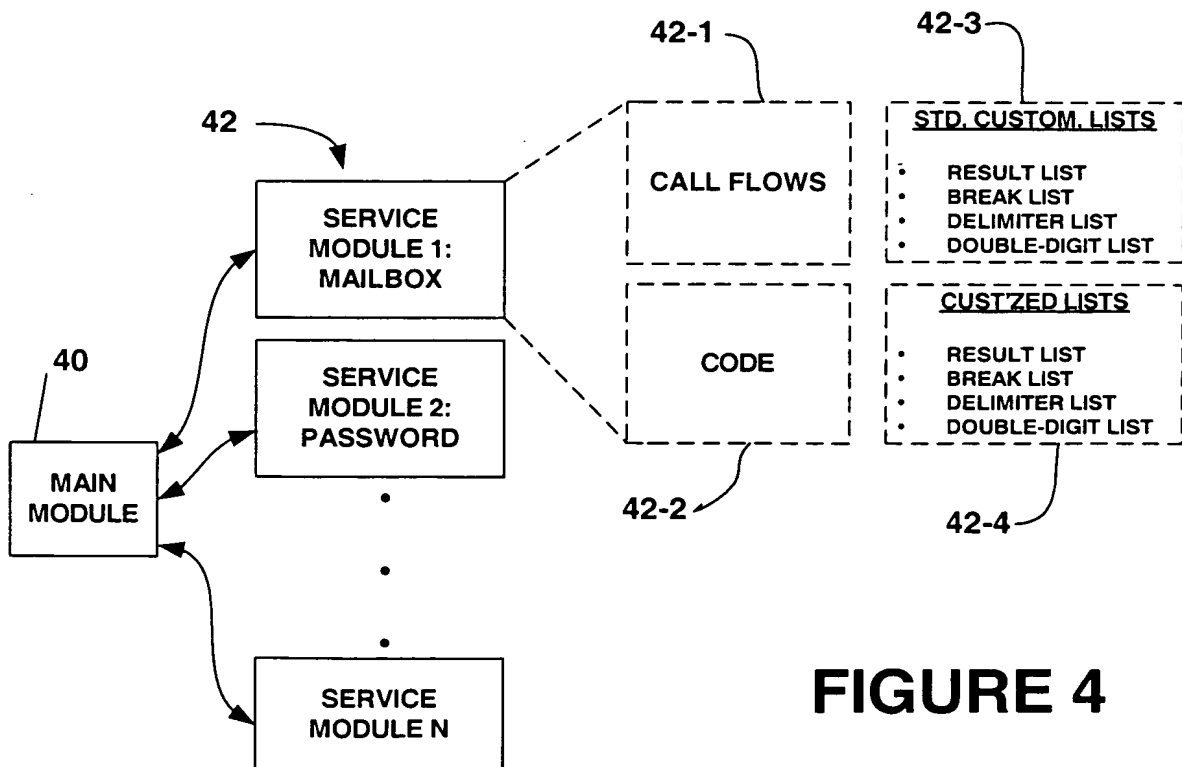 42-1
42-3
42
STD. CUSTOM. LISTS
• RESULT LIST
• BREAK LIST
• DELIMITER LIST
• DOUBLE-DIGIT LIST
CALL FLOWS
SERVICE
MODULE 1:
MAILBOX
CUST'ZED LISTS
• RESULT LIST
• BREAK LIST
• DELIMITER LIST
• DOUBLE-DIGIT LIST
CODE
40
SERVICE
MODULE 2:
PASSWORD
MAIN
MODULE
42-2
42-4
SERVICE
MODULE N
FIGURE 4